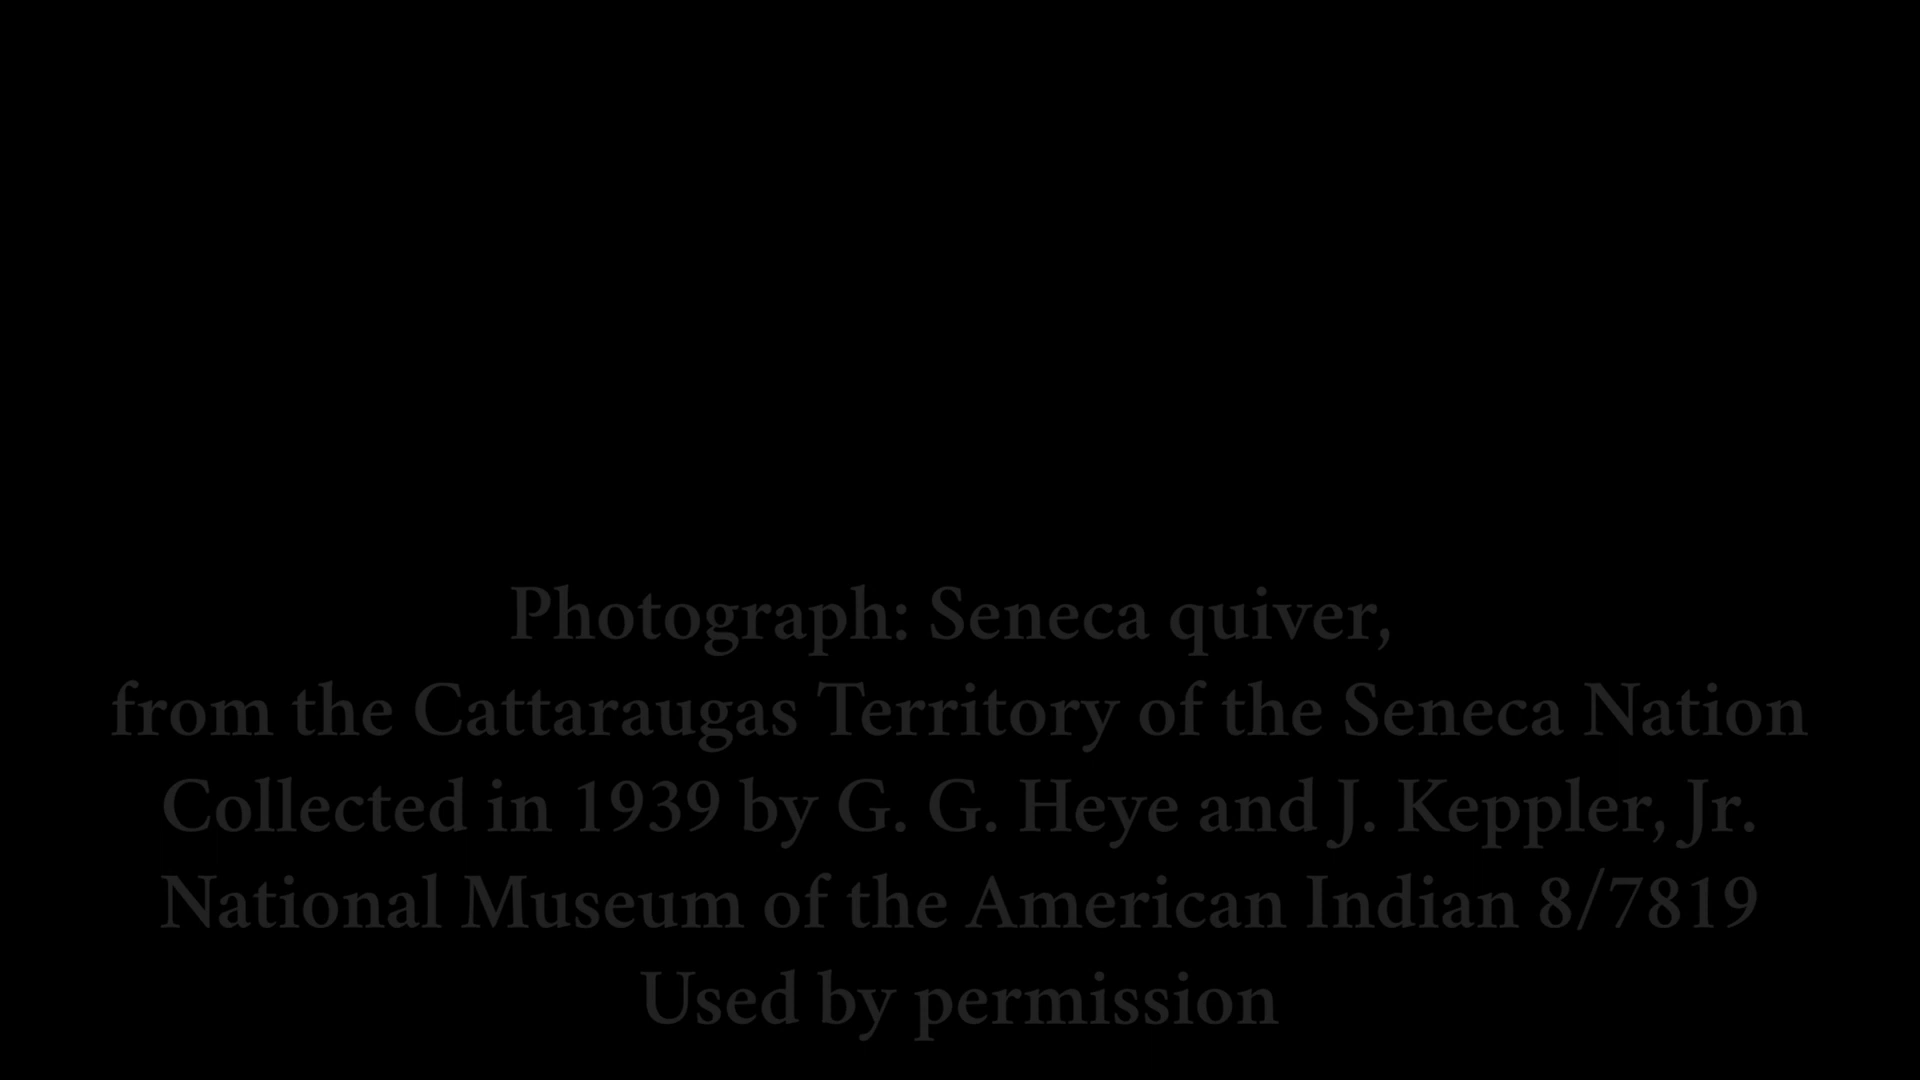 Photograph: Seneca quiver,
from the Cattaraugas Territory of the Seneca Nation
Collected in 1939 by G. G. Heye and J. Keppler, Jr.
National Museum of the American Indian 8/7819
Used by permission